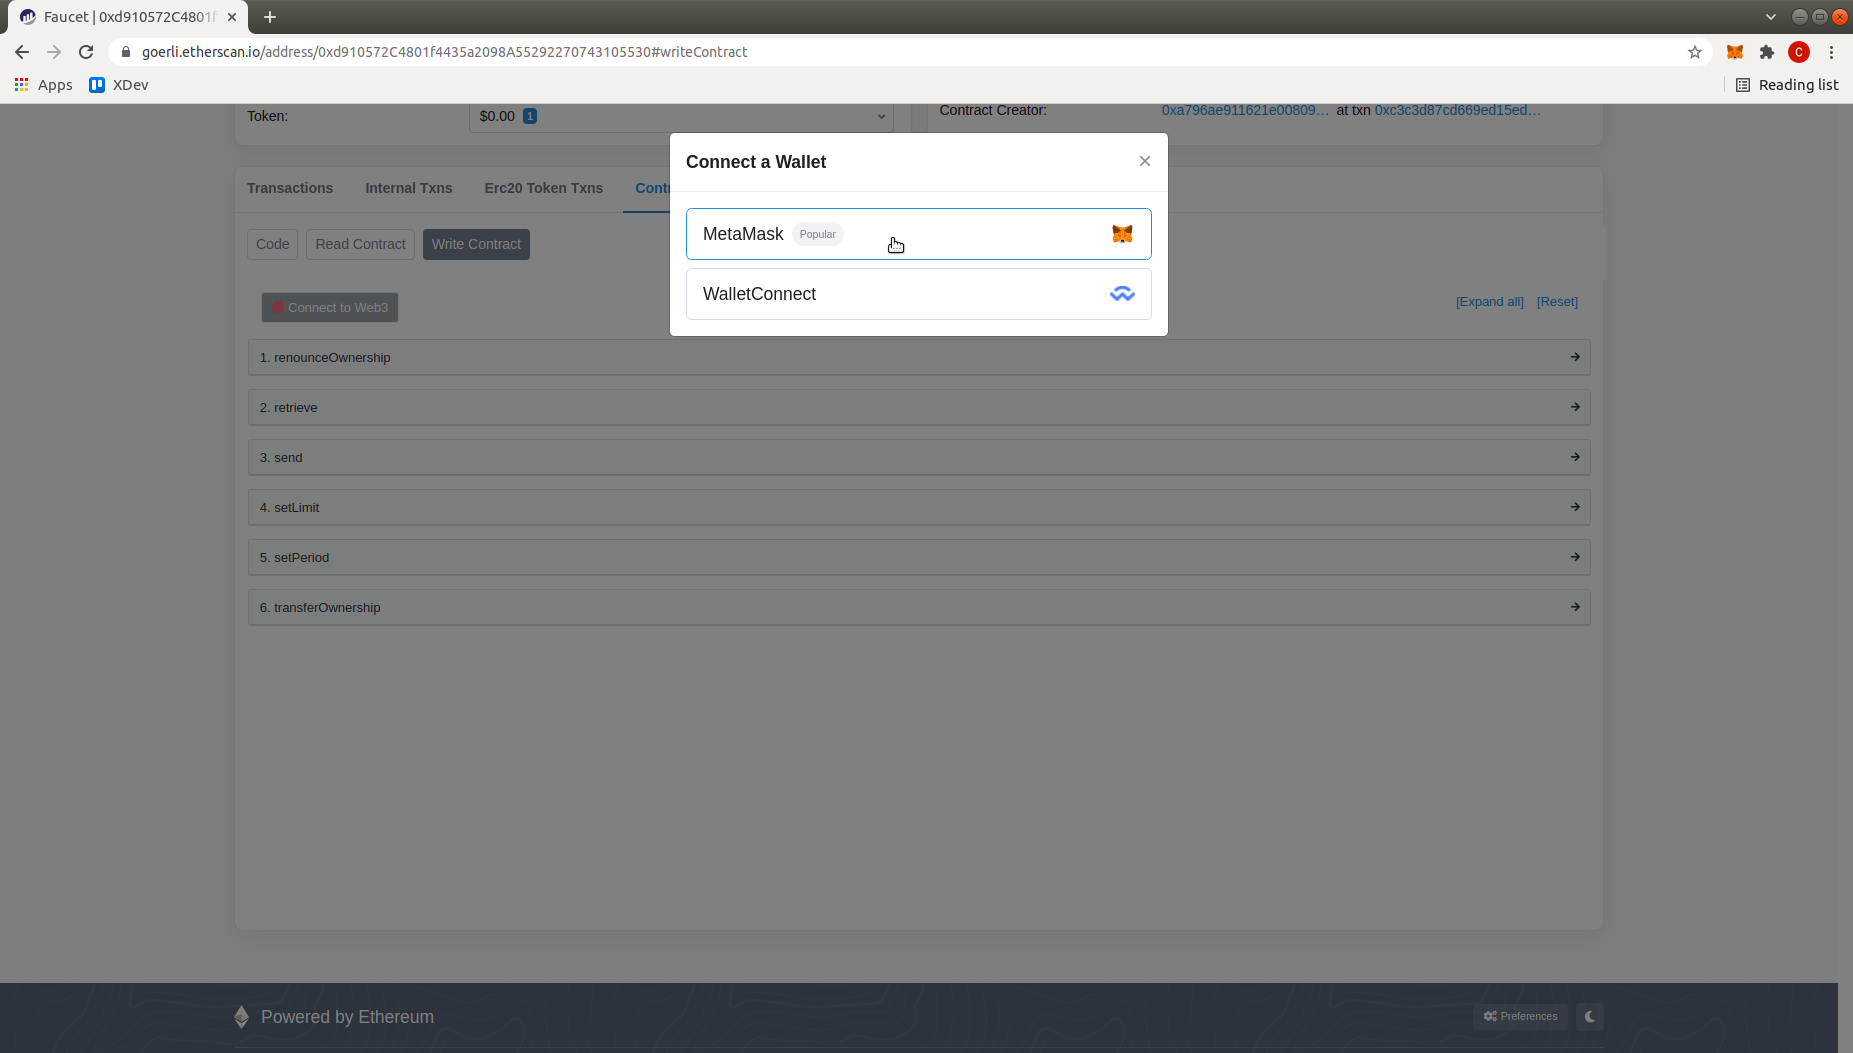 Faucet | 0xd910572C4801f
goerli.etherscan.io/address/0xd910572C4801f4435a2098A55292270743105530#writeContract
C
Apps XDev Reading list
Token: $0.00 1 Contract Creator: 0xa796ae911621e00809... at txn 0xc3c3d87cd669ed15ed...
Connect a Wallet
Transactions Internal Txns Erc20 Token Txns Contr
MetaMask Popular
Code Read Contract Write Contract
WalletConnect
Connect to Web3 [Expand all] [Reset]
1. renounceOwnership
2. retrieve
3. send
4. setLimit
5. setPeriod
6. transferOwnership
Powered by Ethereum Preferences